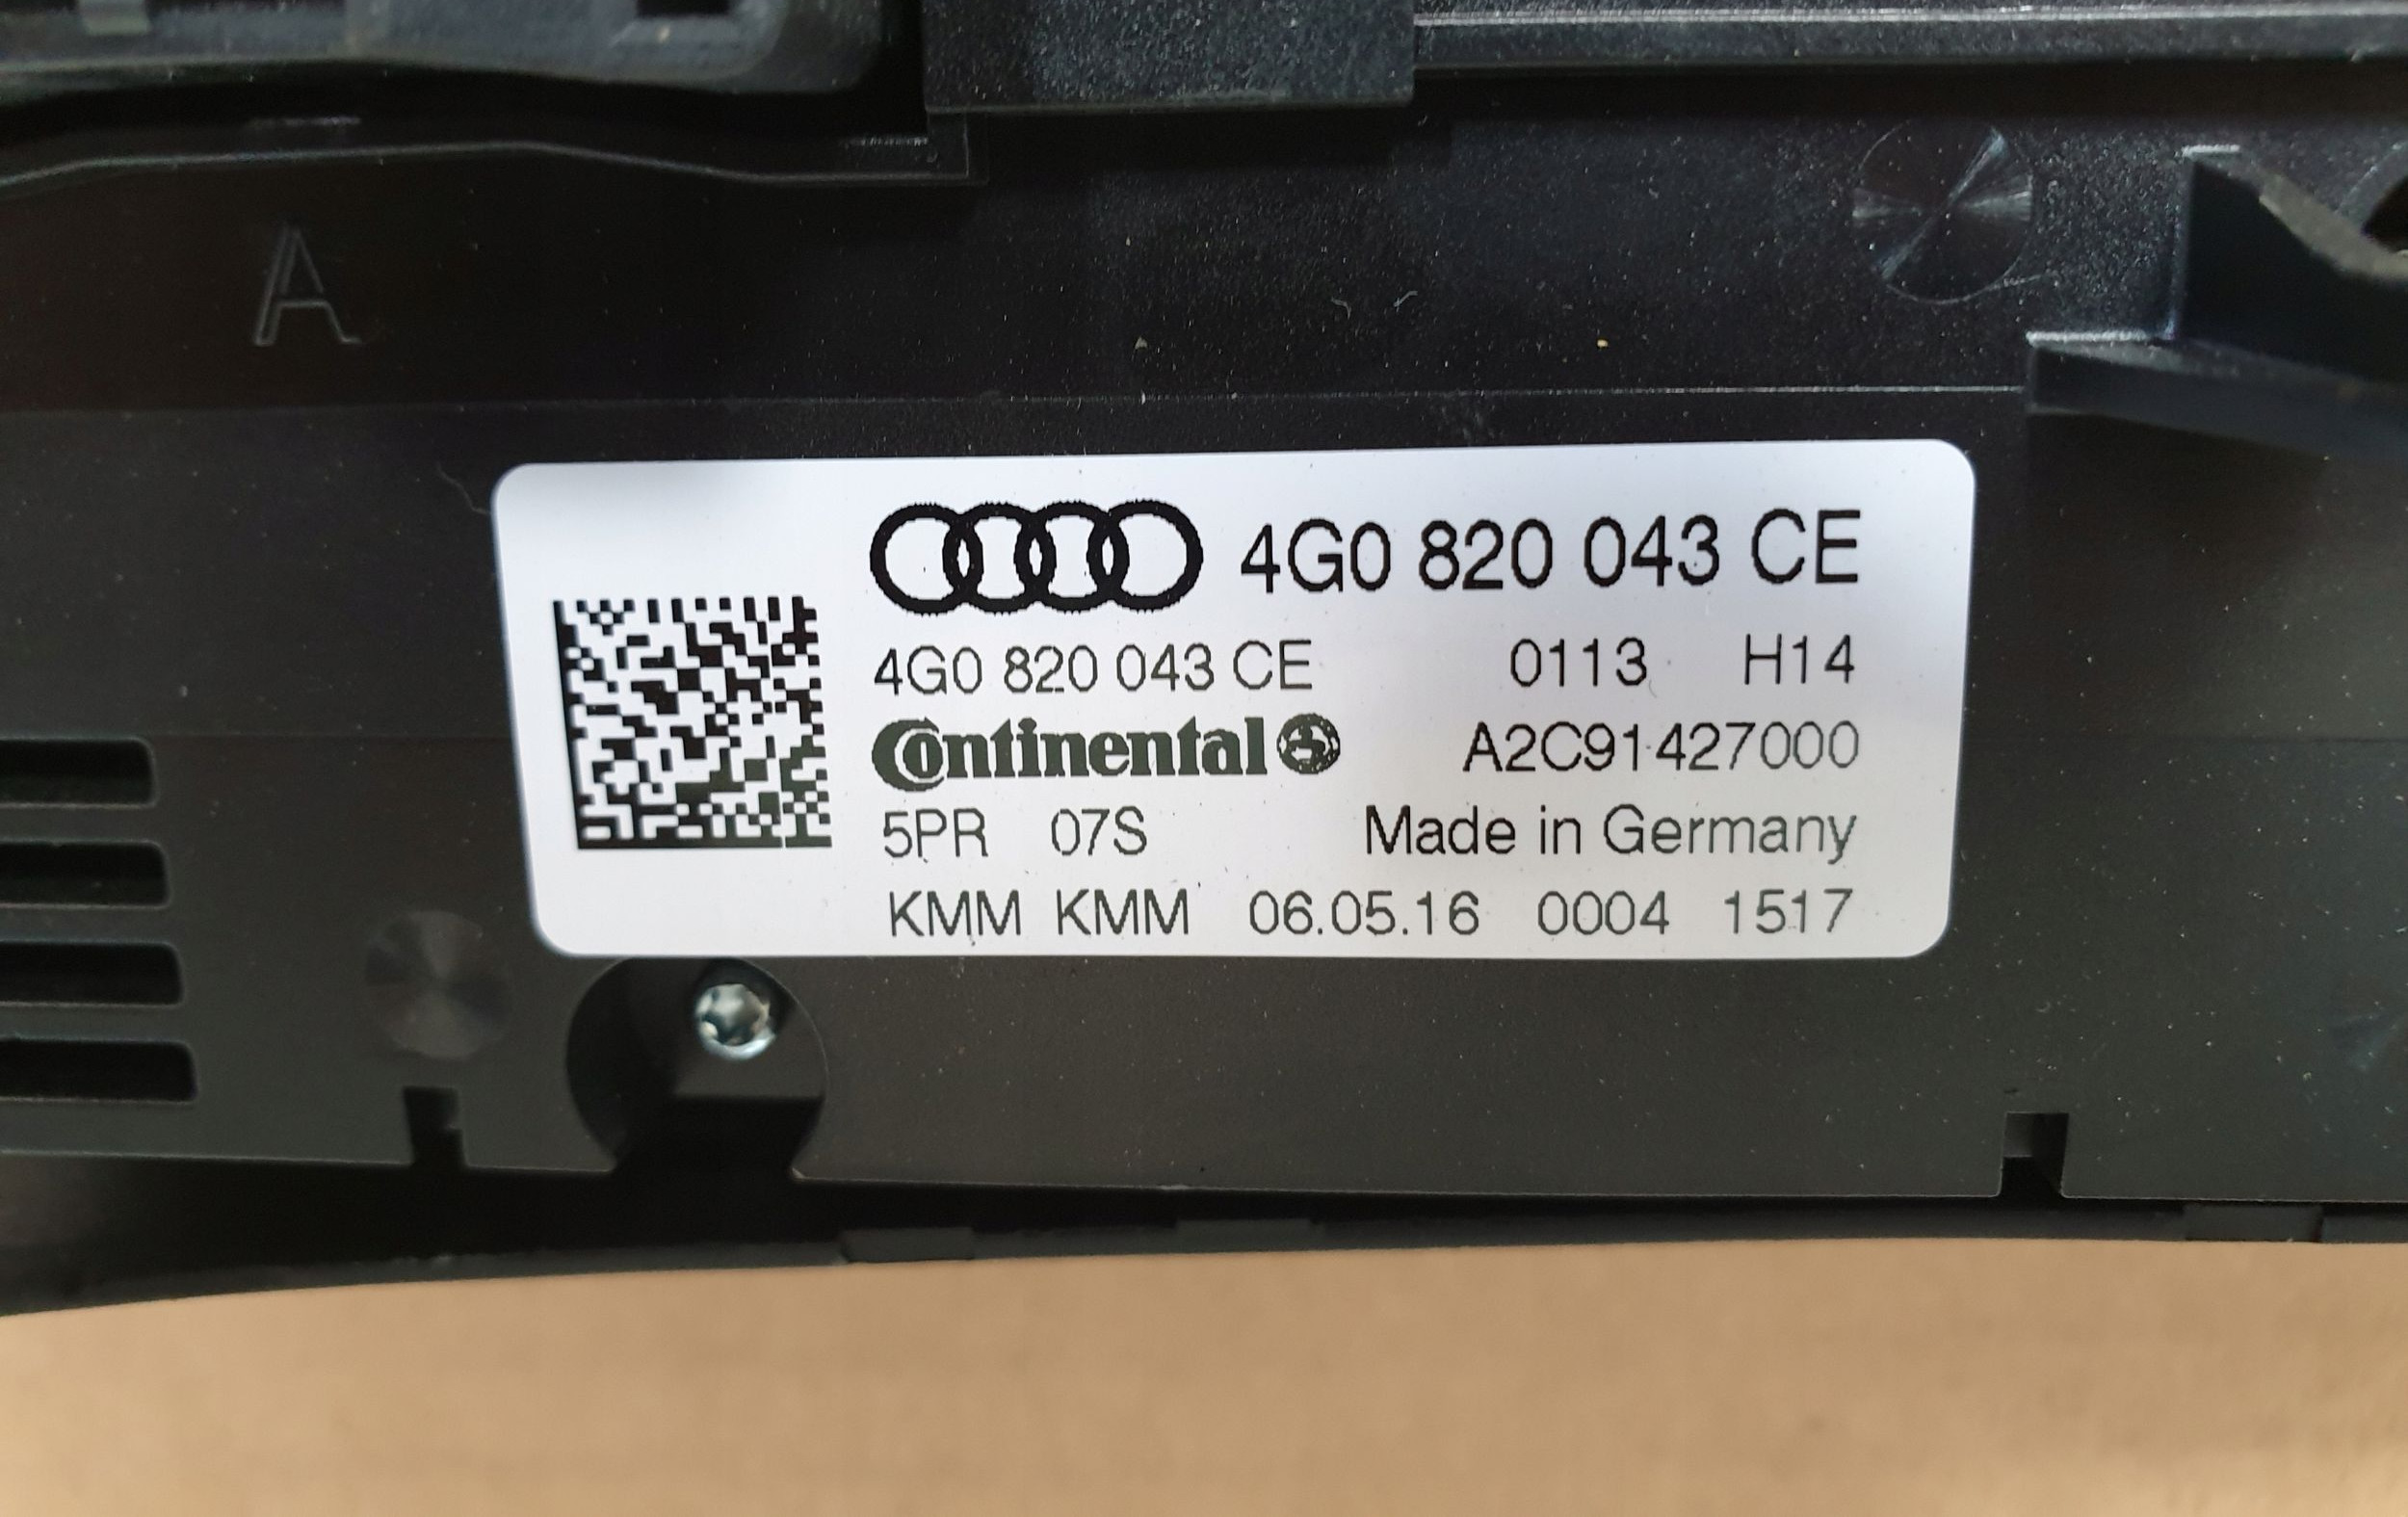 A
4G0 820 043 CE
4G0 820 043 CE 0113 H14
Continental A2C91427000
5PR 07S Made in Germany
KMM KMM 06.05.16 0004 1517